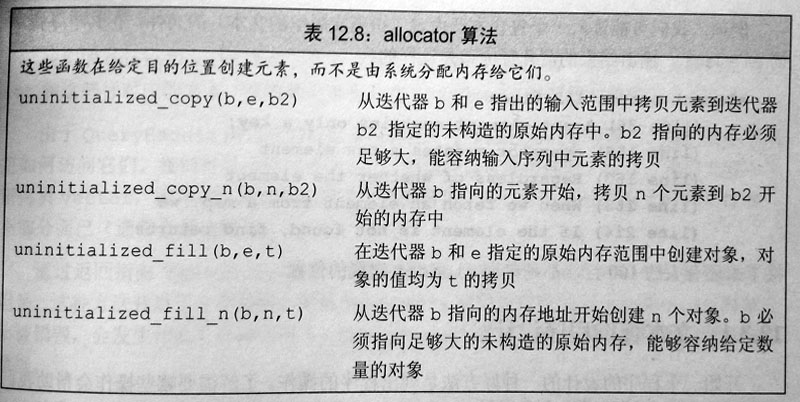 表 12.8：allocator 算法
这些函数在给定目的位置创建元素，而不是由系统分配内存给它们。
uninitialized_copy(b,e,b2) 从迭代器 b 和 e 指出的输入范围中拷贝元素到迭代器
b2 指定的未构造的原始内存中。b2 指向的内存必须
足够大，能容纳输入序列中元素的拷贝
uninitialized_copy_n(b,n,b2) 从迭代器 b 指向的元素开始，拷贝 n 个元素到 b2 开
始的内存中
uninitialized_fill(b,e,t) 在迭代器 b 和 e 指定的原始内存范围中创建对象，对
象的值均为 t 的拷贝
uninitialized_fill_n(b,n,t) 从迭代器 b 指向的内存地址开始创建 n 个对象。b 必
须指向足够大的未构造的原始内存，能够容纳给定数
量的对象